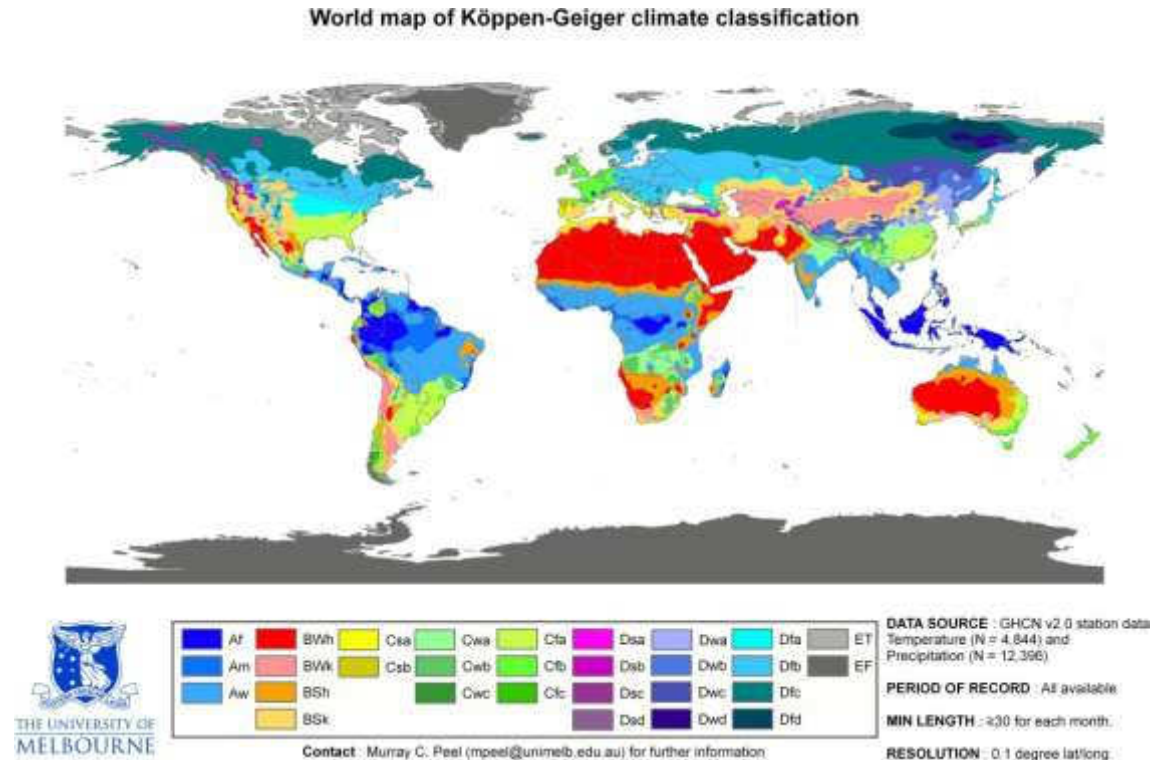 World map of Köppen-Geiger climate classification
Af BWh Csa Cwa Cfa Dsa Dwa Dfa ET
Am BWk Csb Cwb Cfb Dsb Dwb Dfb EF
Aw BSh Cwc Cfc Dsc Dwc Dfc
BSk Dsd Dwd Dfd
DATA SOURCE : GHCN v2.0 station data
Temperature (N = 4,844) and
Precipitation (N = 12,396)
PERIOD OF RECORD : All available
MIN LENGTH : ≥30 for each month.
RESOLUTION : 0.1 degree lat/long
THE UNIVERSITY OF
MELBOURNE
Contact : Murray C. Peel (mpeel@unimelb.edu.au) for further information